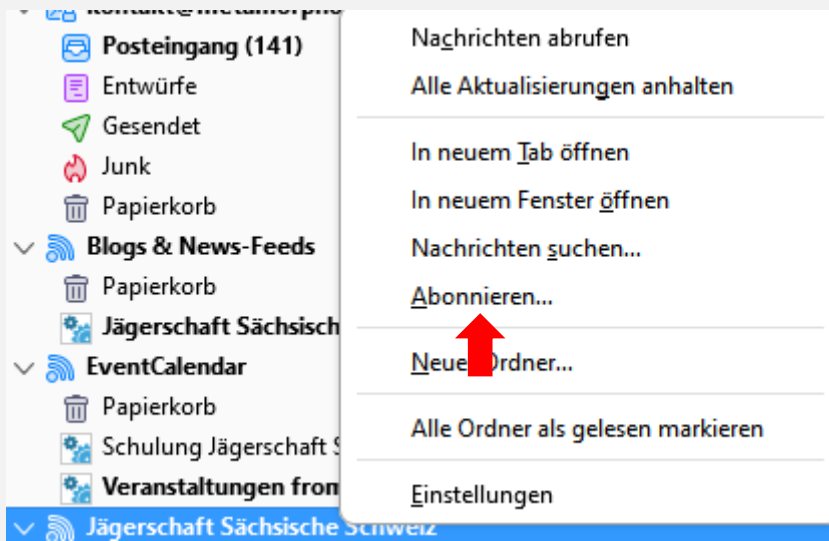 kontakt@metamorpho
Posteingang (141)
Entwürfe
Gesendet
Junk
Papierkorb
Blogs & News-Feeds
Papierkorb
Jägerschaft Sächsisch
EventCalendar
Papierkorb
Schulung Jägerschaft S
Veranstaltungen from
Jägerschaft Sächsische Schweiz
Nachrichten abrufen
Alle Aktualisierungen anhalten
In neuem Tab öffnen
In neuem Fenster öffnen
Nachrichten suchen...
Abonnieren...
Neuer Ordner...
Alle Ordner als gelesen markieren
Einstellungen